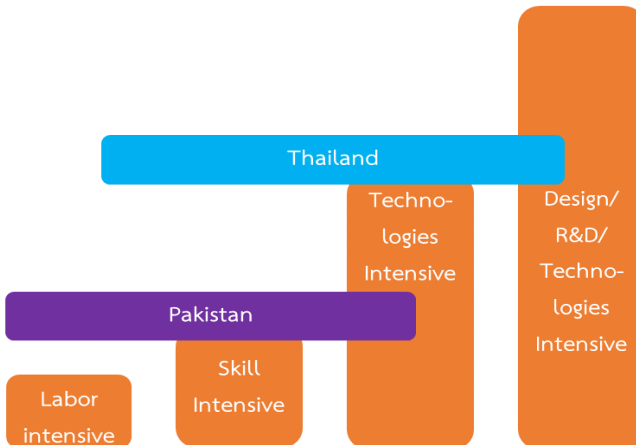 Thailand
Techno-
logies
Intensive
Design/
R&D/
Techno-
logies
Intensive
Pakistan
Skill
Intensive
Labor
intensive